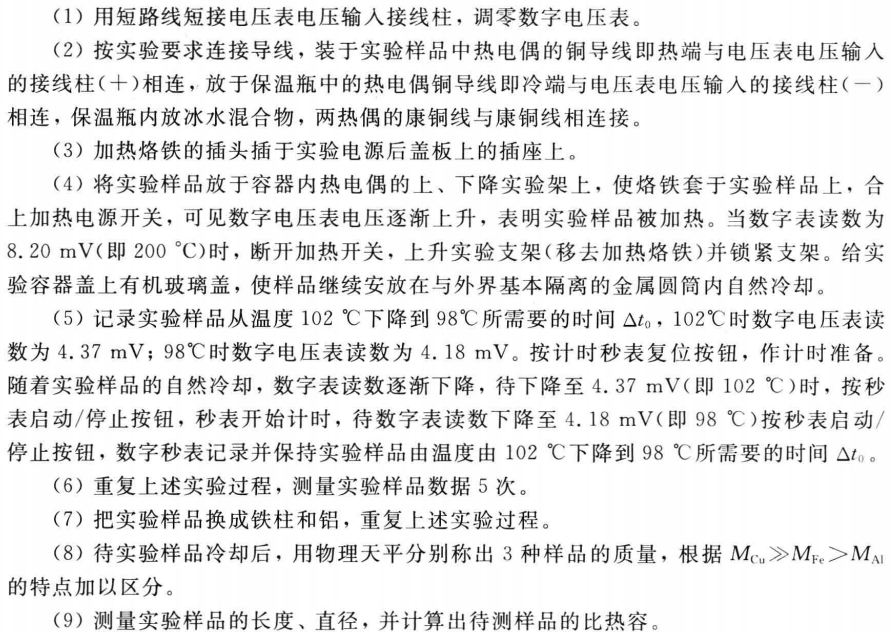 (1) 用短路线短接电压表电压输入接线柱，调零数字电压表。
(2) 按实验要求连接导线，装于实验样品中热电偶的铜导线即热端与电压表电压输入
的接线柱(＋)相连，放于保温瓶中的热电偶铜导线即冷端与电压表电压输入的接线柱(－)
相连，保温瓶内放冰水混合物，两热偶的康铜线与康铜线相连接。
(3) 加热烙铁的插头插于实验电源后盖板上的插座上。
(4) 将实验样品放于容器内热电偶的上、下降实验架上，使烙铁套于实验样品上，合
上加热电源开关，可见数字电压表电压逐渐上升，表明实验样品被加热。当数字表读数为
8.20 mV(即 200 ℃)时，断开加热开关，上升实验支架(移去加热烙铁)并锁紧支架。给实
验容器盖上有机玻璃盖，使样品继续安放在与外界基本隔离的金属圆筒内自然冷却。
(5) 记录实验样品从温度 102 ℃下降到 98℃所需要的时间 Δt₀，102℃时数字电压表读
数为 4.37 mV；98℃时数字电压表读数为 4.18 mV。按计时秒表复位按钮，作计时准备。
随着实验样品的自然冷却，数字表读数逐渐下降，待下降至 4.37 mV(即 102 ℃)时，按秒
表启动/停止按钮，秒表开始计时，待数字表读数下降至 4.18 mV(即 98 ℃)按秒表启动/
停止按钮，数字秒表记录并保持实验样品由温度由 102 ℃下降到 98 ℃所需要的时间 Δt₀。
(6) 重复上述实验过程，测量实验样品数据 5 次。
(7) 把实验样品换成铁柱和铝，重复上述实验过程。
(8) 待实验样品冷却后，用物理天平分别称出 3 种样品的质量，根据 M_Cu≫M_Fe＞M_Al
的特点加以区分。
(9) 测量实验样品的长度、直径，并计算出待测样品的比热容。